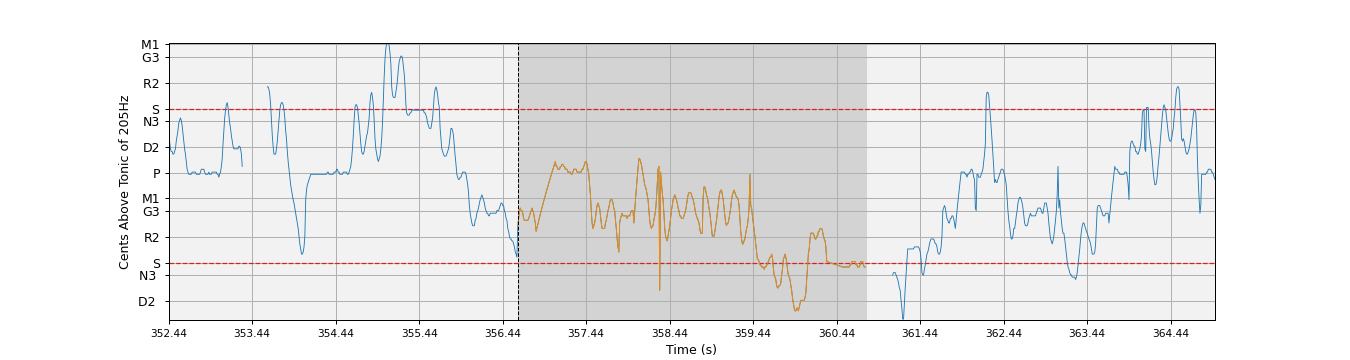 M1
G3
R2
S
N3
D2
P
M1
G3
R2
S
N3
D2
Cents Above Tonic of 205Hz
352.44 353.44 354.44 355.44 356.44 357.44 358.44 359.44 360.44 361.44 362.44 363.44 364.44
Time (s)